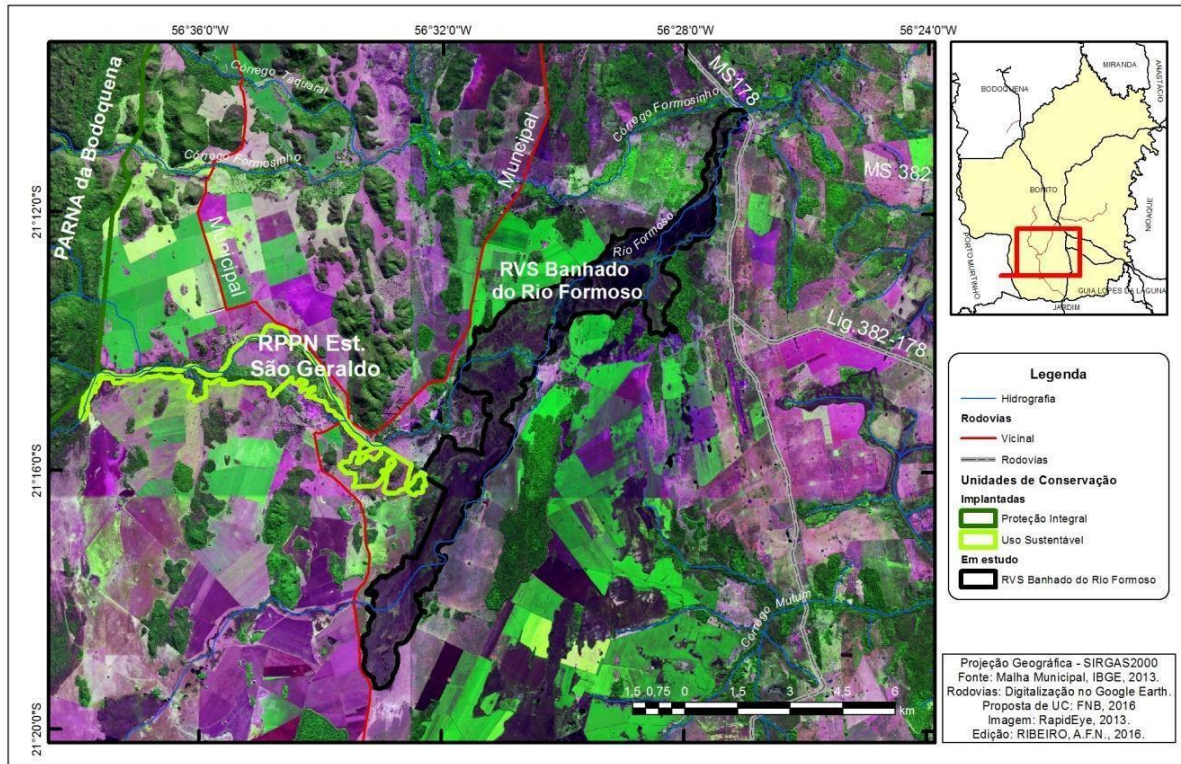 56°36'0"W
56°32'0"W
56°28'0"W
56°24'0"W
21°12'0"S
21°16'0"S
21°20'0"S
PARNA da Bodoquena
Córrego Taquaral
Córrego Formosinho
Municipal
Muncipal
Córrego Formosinho
MS178
MS 382
Rio Formoso
RVS Banhado
do Rio Formoso
RPPN Est.
São Geraldo
Lig.382-178
Córrego Mutum
1,5 0,75 0 1,5 3 4,5 6
km
MIRANDA
ANASTÁCIO
BODOQUENA
BONITO
NIOAQUE
PORTO MURTINHO
GUIA LOPES DA LAGUNA
JARDIM
Legenda
Hidrografia
Rodovias
Vicinal
Rodovias
Unidades de Conservação
Implantadas
Proteção Integral
Uso Sustentável
Em estudo
RVS Banhado do Rio Formoso
Projeção Geográfica - SIRGAS2000
Fonte: Malha Municipal, IBGE, 2013.
Rodovias: Digitalização no Google Earth.
Proposta de UC: FNB, 2016
Imagem: RapidEye, 2013.
Edição: RIBEIRO, A.F.N., 2016.